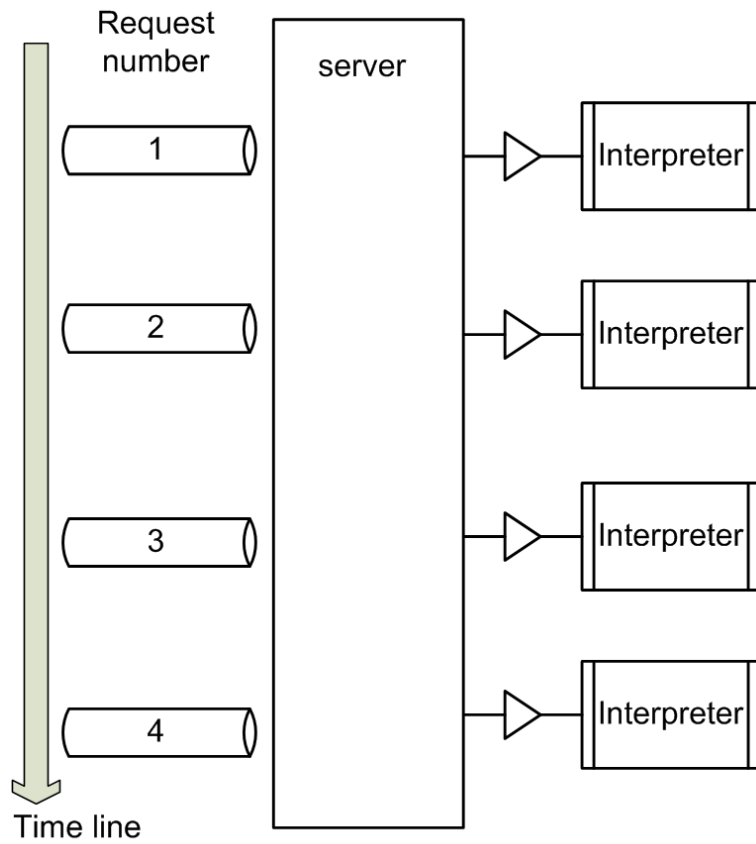 Request
number
server
1
Interpreter
2
Interpreter
3
Interpreter
4
Interpreter
Time line